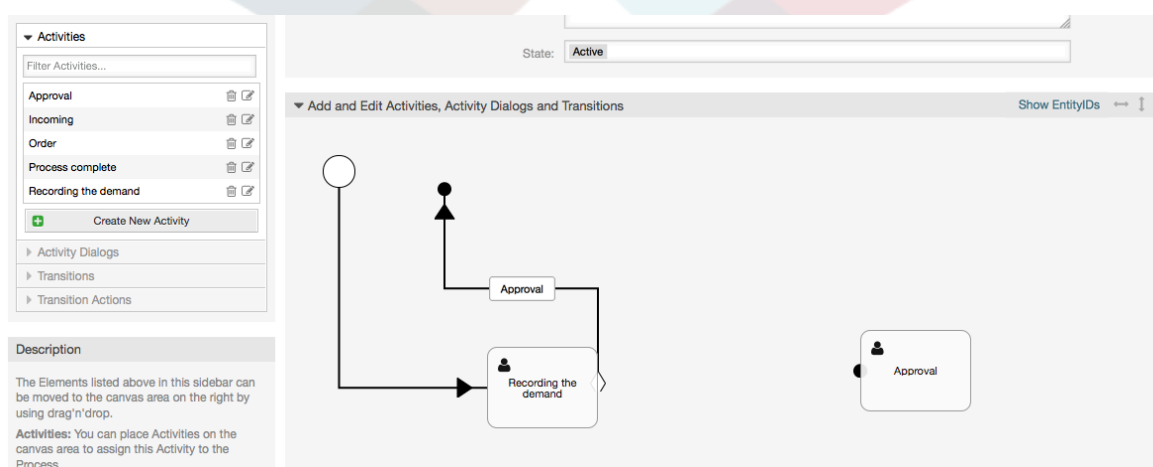 Activities
Filter Activities...
Approval
Incoming
Order
Process complete
Recording the demand
Create New Activity
Activity Dialogs
Transitions
Transition Actions
Description
The Elements listed above in this sidebar can
be moved to the canvas area on the right by
using drag'n'drop.
Activities: You can place Activities on the
canvas area to assign this Activity to the
Process.
State: Active
Add and Edit Activities, Activity Dialogs and Transitions
Show EntityIDs
Approval
Recording the
demand
Approval